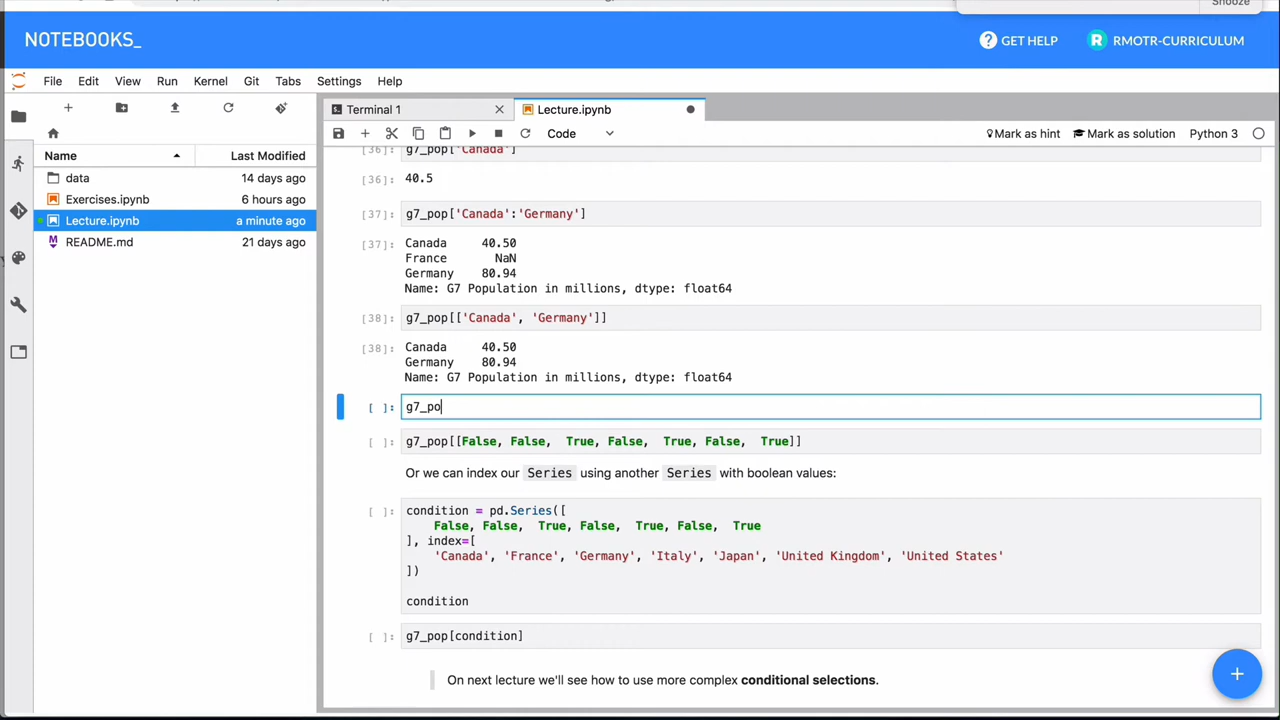 Snooze
NOTEBOOKS_
GET HELP
R RMOTR-CURRICULUM
File Edit View Run Kernel Git Tabs Settings Help
Terminal 1
Lecture.ipynb
Code
Mark as hint
Mark as solution
Python 3
Name Last Modified
data 14 days ago
Exercises.ipynb 6 hours ago
Lecture.ipynb a minute ago
README.md 21 days ago
[36]: g7_pop['Canada']
[36]: 40.5
[37]: g7_pop['Canada':'Germany']
[37]: Canada 40.50
France NaN
Germany 80.94
Name: G7 Population in millions, dtype: float64
[38]: g7_pop[['Canada', 'Germany']]
[38]: Canada 40.50
Germany 80.94
Name: G7 Population in millions, dtype: float64
[ ]: g7_po
[ ]: g7_pop[[False, False, True, False, True, False, True]]
Or we can index our Series using another Series with boolean values:
[ ]: condition = pd.Series([
False, False, True, False, True, False, True
], index=[
'Canada', 'France', 'Germany', 'Italy', 'Japan', 'United Kingdom', 'United States'
])
condition
[ ]: g7_pop[condition]
On next lecture we'll see how to use more complex conditional selections.